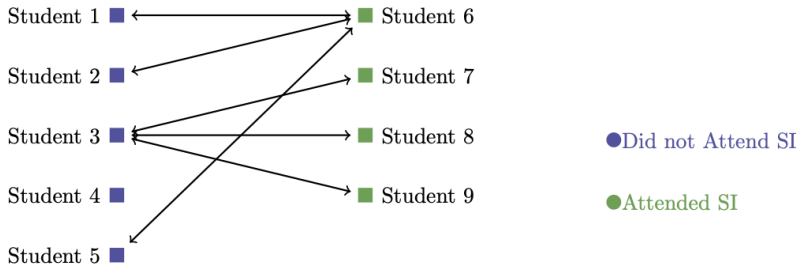 Student 1
Student 6
Student 2
Student 7
Student 3
Student 8
Did not Attend SI
Student 4
Student 9
Attended SI
Student 5